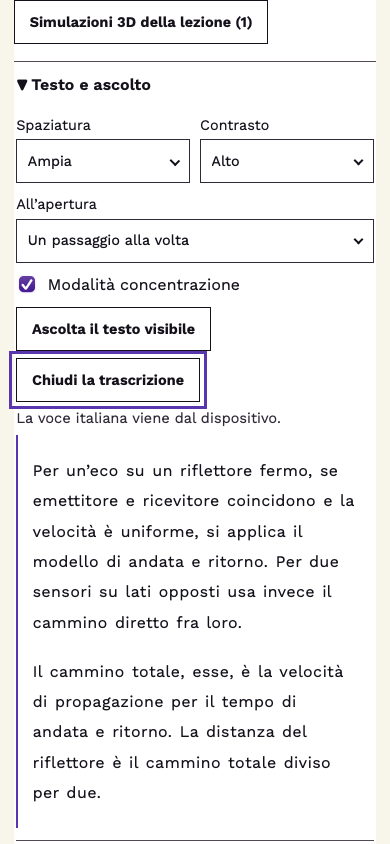 Simulazioni 3D della lezione (1)
▼ Testo e ascolto
Spaziatura
Contrasto
Ampia
Alto
All’apertura
Un passaggio alla volta
Modalità concentrazione
Ascolta il testo visibile
Chiudi la trascrizione
La voce italiana viene dal dispositivo.
Per un’eco su un riflettore fermo, se
emettitore e ricevitore coincidono e la
velocità è uniforme, si applica il
modello di andata e ritorno. Per due
sensori su lati opposti usa invece il
cammino diretto fra loro.
Il cammino totale, esse, è la velocità
di propagazione per il tempo di
andata e ritorno. La distanza del
riflettore è il cammino totale diviso
per due.